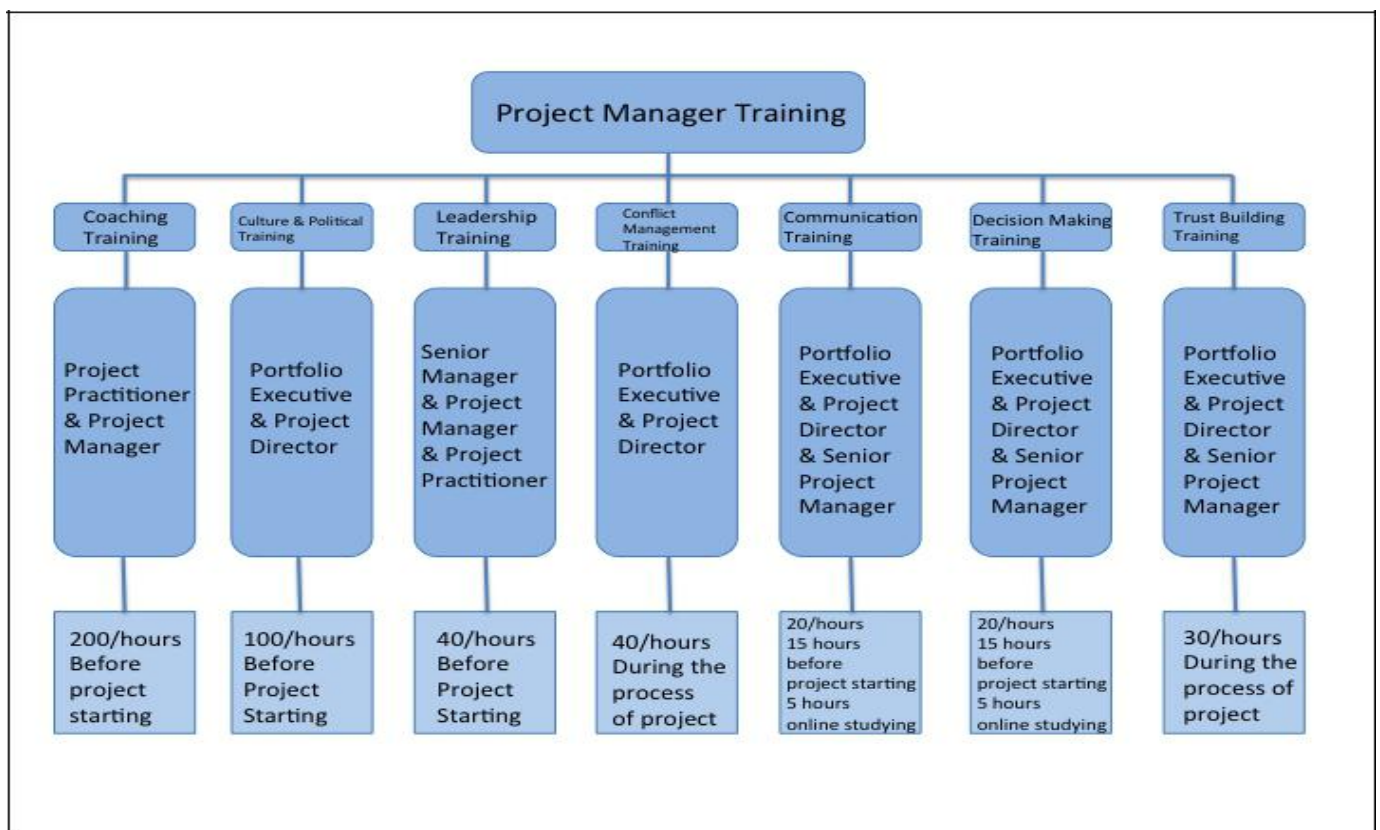 Project Manager Training
Coaching
Training
Culture & Political
Training
Leadership
Training
Conflict
Management
Training
Communication
Training
Decision Making
Training
Trust Building
Training
Project
Practitioner
& Project
Manager
Portfolio
Executive
& Project
Director
Senior
Manager
& Project
Manager
& Project
Practitioner
Portfolio
Executive
& Project
Director
Portfolio
Executive
& Project
Director
& Senior
Project
Manager
Portfolio
Executive
& Project
Director
& Senior
Project
Manager
Portfolio
Executive
& Project
Director
& Senior
Project
Manager
200/hours
Before
project
starting
100/hours
Before
Project
Starting
40/hours
Before
Project
Starting
40/hours
During the
process
of project
20/hours
15 hours
before
project starting
5 hours
online studying
20/hours
15 hours
before
project starting
5 hours
online studying
30/hours
During the
process of
project